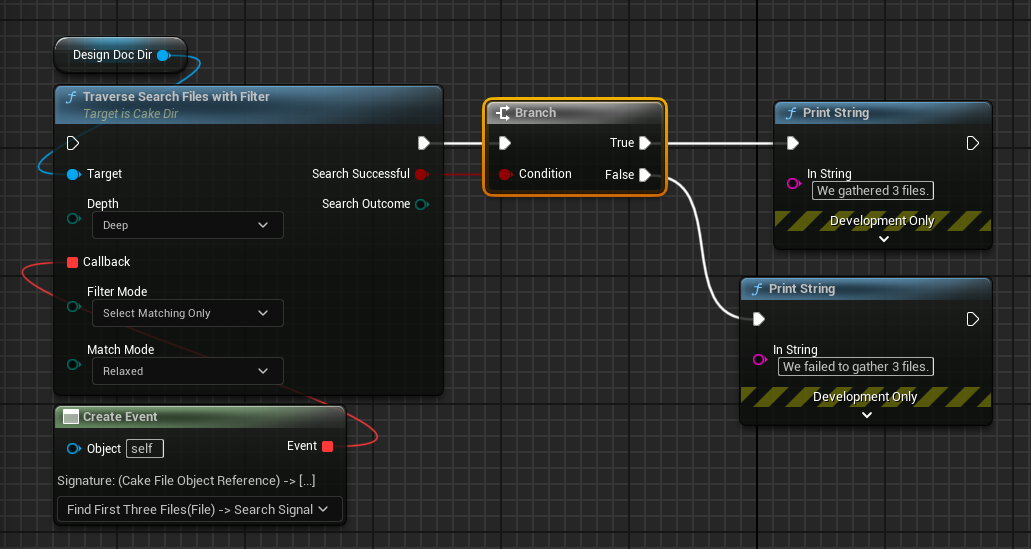 Design Doc Dir
Traverse Search Files with Filter
Target is Cake Dir
Target
Search Successful
Depth
Search Outcome
Deep
Callback
Filter Mode
Select Matching Only
Match Mode
Relaxed
Create Event
Object self
Event
Signature: (Cake File Object Reference) -> [...]
Find First Three Files(File) -> Search Signal
Branch
True
Condition
False
Print String
In String
We gathered 3 files.
Development Only
Print String
In String
We failed to gather 3 files.
Development Only